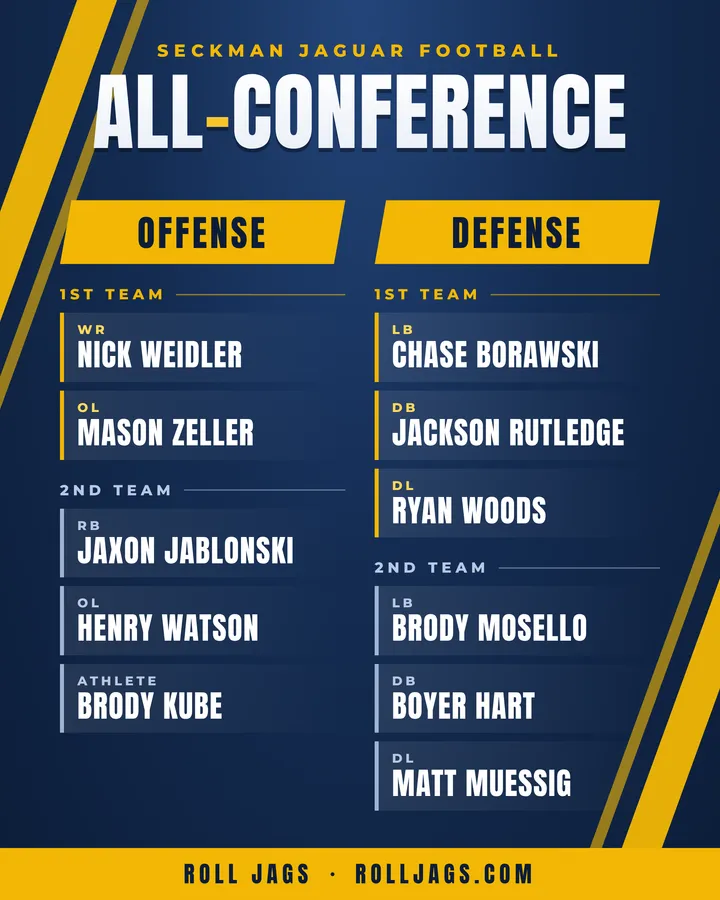 SECKMAN JAGUAR FOOTBALL
ALL-CONFERENCE
OFFENSE
1ST TEAM
WR
NICK WEIDLER
OL
MASON ZELLER
2ND TEAM
RB
JAXON JABLONSKI
OL
HENRY WATSON
ATHLETE
BRODY KUBE
DEFENSE
1ST TEAM
LB
CHASE BORAWSKI
DB
JACKSON RUTLEDGE
DL
RYAN WOODS
2ND TEAM
LB
BRODY MOSELLO
DB
BOYER HART
DL
MATT MUESSIG
ROLL JAGS · ROLLJAGS.COM